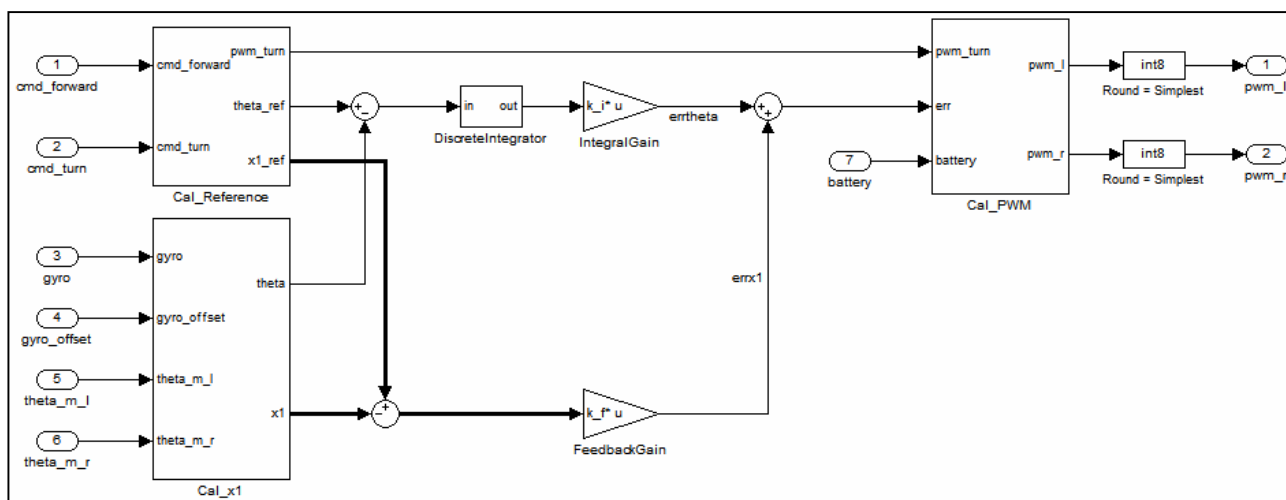 1
cmd_forward
2
cmd_turn
cmd_forward
cmd_turn
pwm_turn
theta_ref
x1_ref
Cal_Reference
3
gyro
4
gyro_offset
5
theta_m_l
6
theta_m_r
gyro
gyro_offset
theta_m_l
theta_m_r
theta
x1
Cal_x1
+
−
−
+
in out
DiscreteIntegrator
k_i* u
IntegralGain
errtheta
k_f* u
FeedbackGain
errx1
+
+
7
battery
pwm_turn
err
battery
pwm_l
pwm_r
Cal_PWM
int8
Round = Simplest
int8
Round = Simplest
1
pwm_l
2
pwm_r